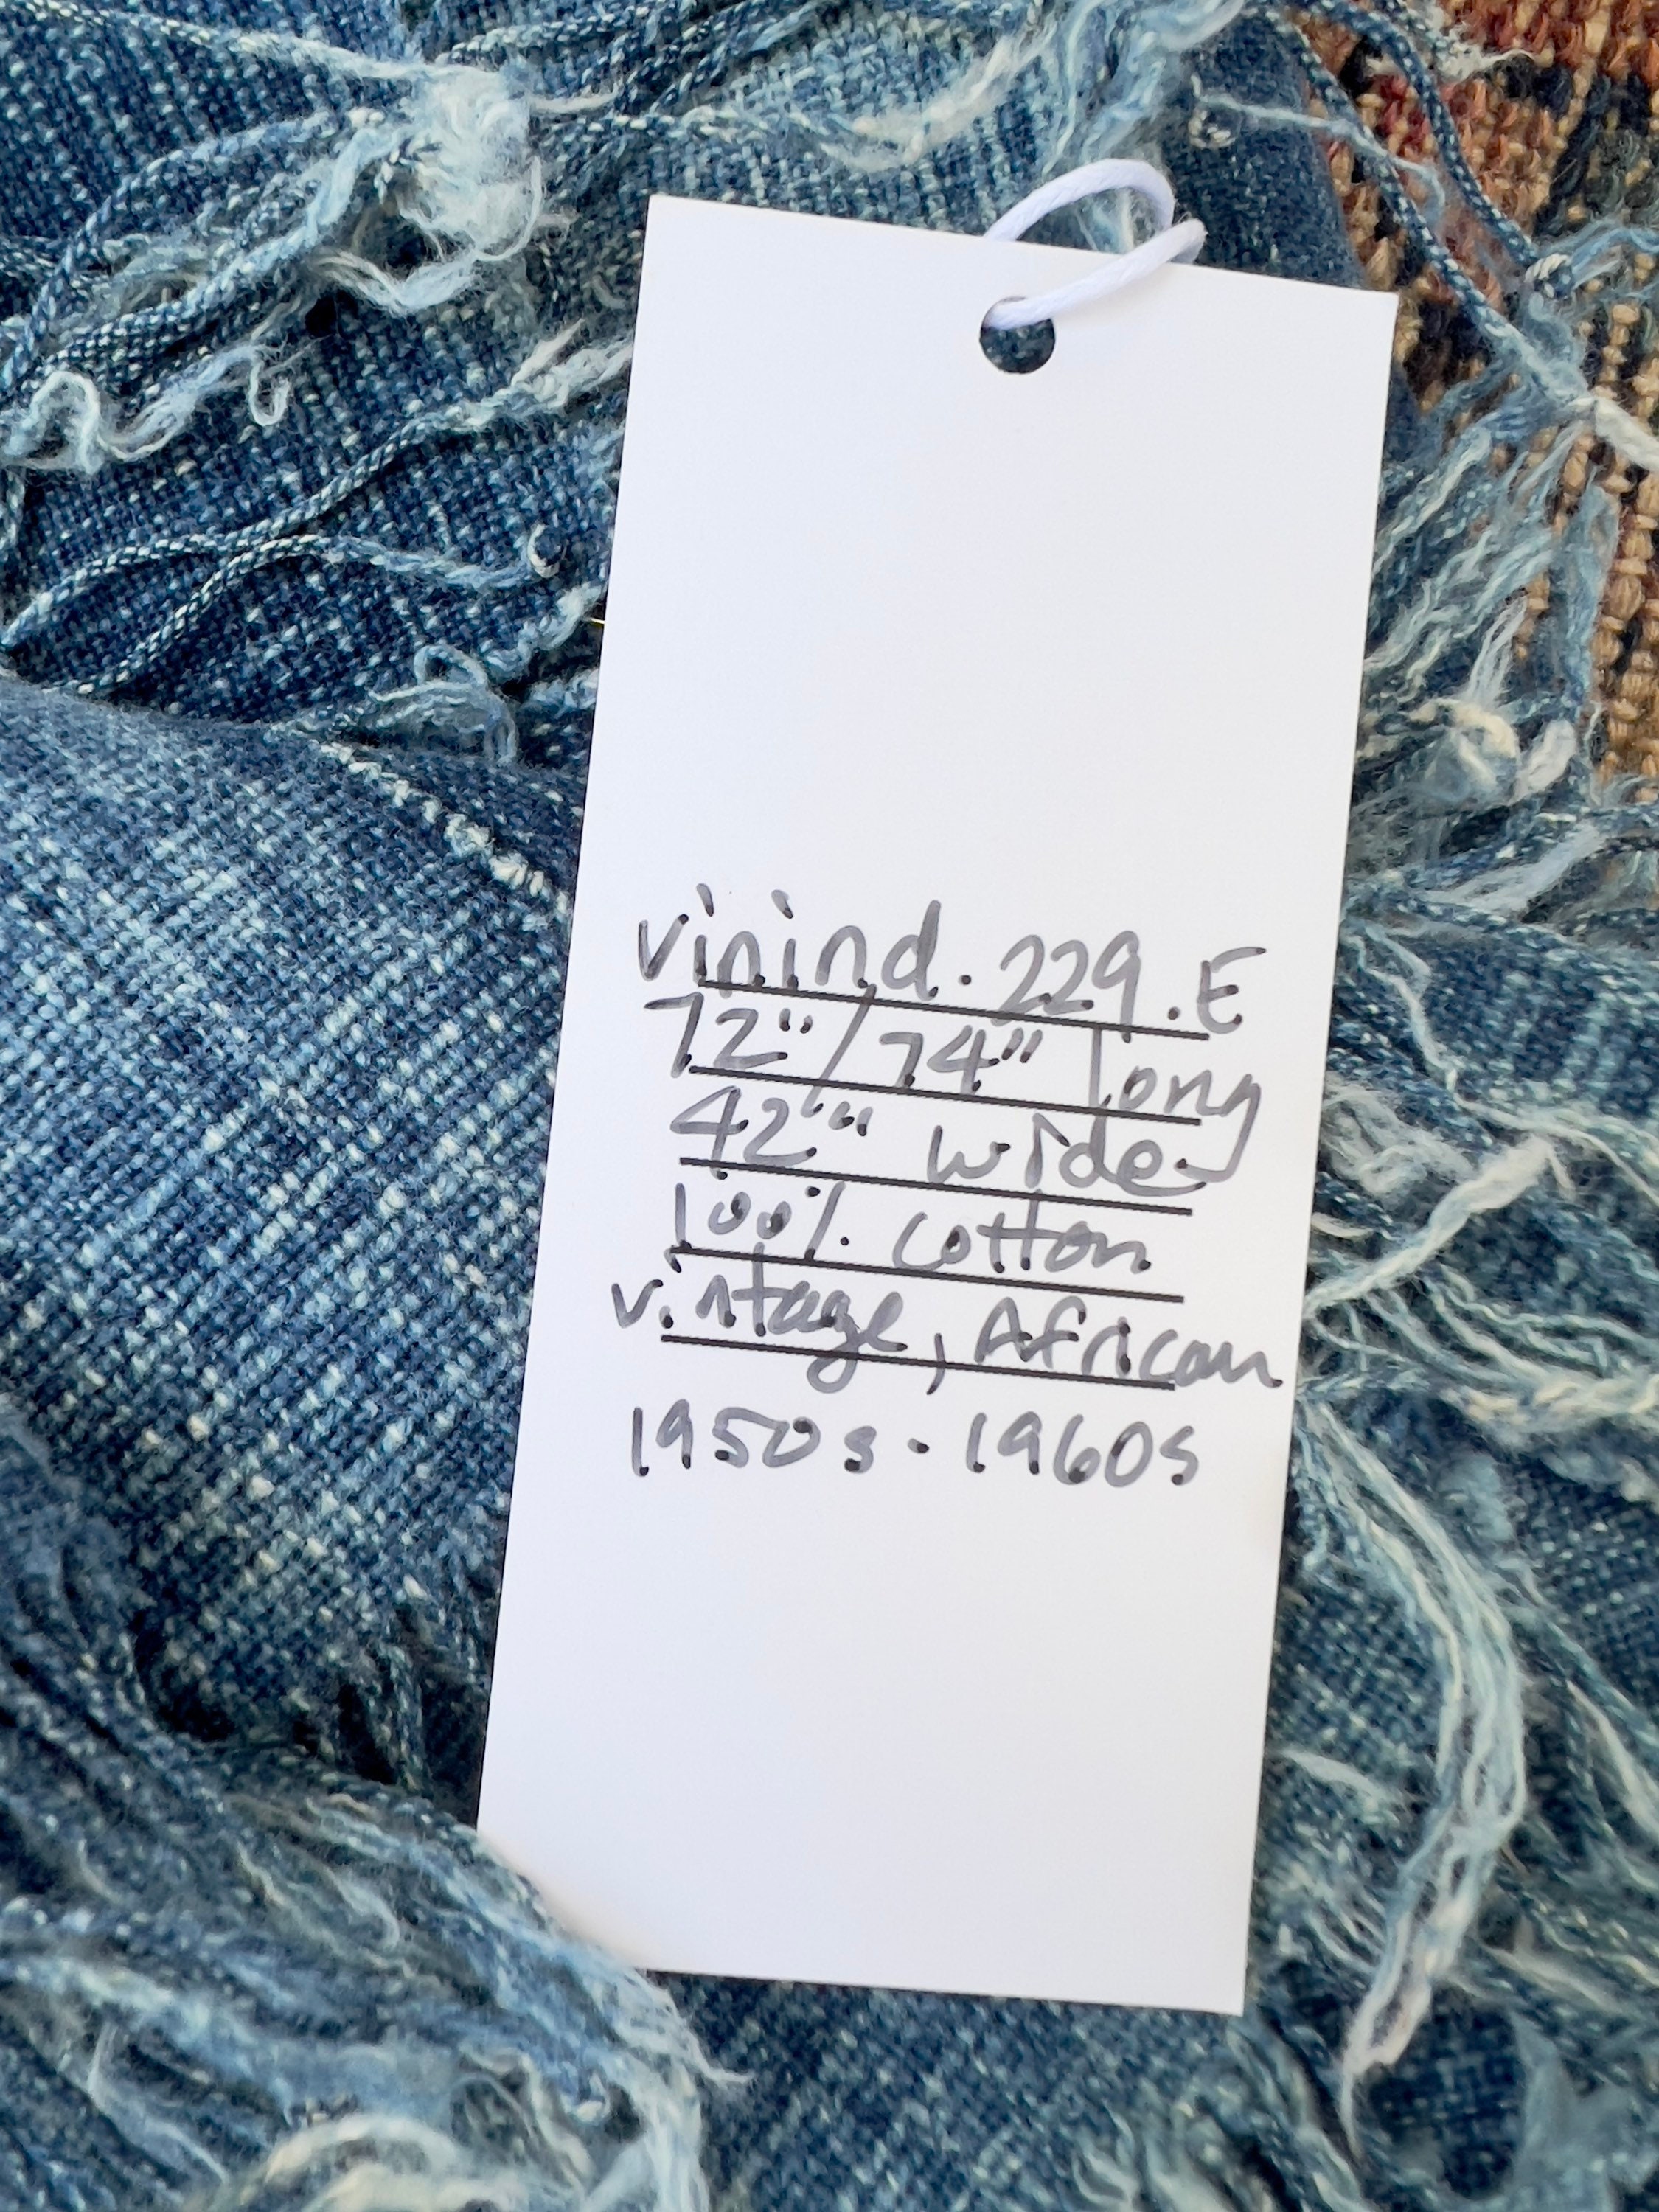 vinind.229.E
72"/74" long
42" wide
100% cotton
vintage, African
1950s-1960s